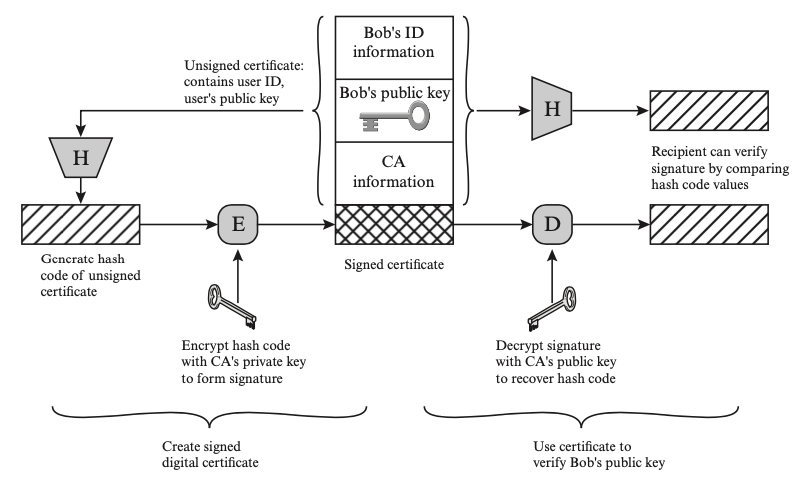 Bob's ID
information
Unsigned certificate:
contains user ID,
user's public key
Bob's public key
H
H
CA
information
Recipient can verify
signature by comparing
hash code values
E
D
Generate hash
code of unsigned
certificate
Signed certificate
Encrypt hash code
with CA's private key
to form signature
Decrypt signature
with CA's public key
to recover hash code
Create signed
digital certificate
Use certificate to
verify Bob's public key